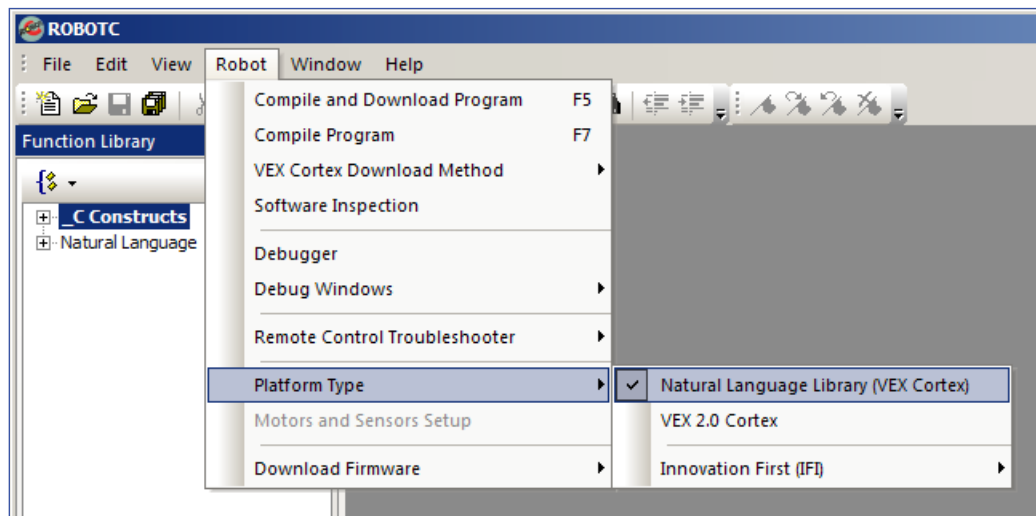 ROBOTC
File Edit View Robot Window Help
Compile and Download Program F5
Function Library
Compile Program F7
VEX Cortex Download Method
Software Inspection
_C Constructs
Natural Language
Debugger
Debug Windows
Remote Control Troubleshooter
Platform Type
Natural Language Library (VEX Cortex)
Motors and Sensors Setup
VEX 2.0 Cortex
Download Firmware
Innovation First (IFI)